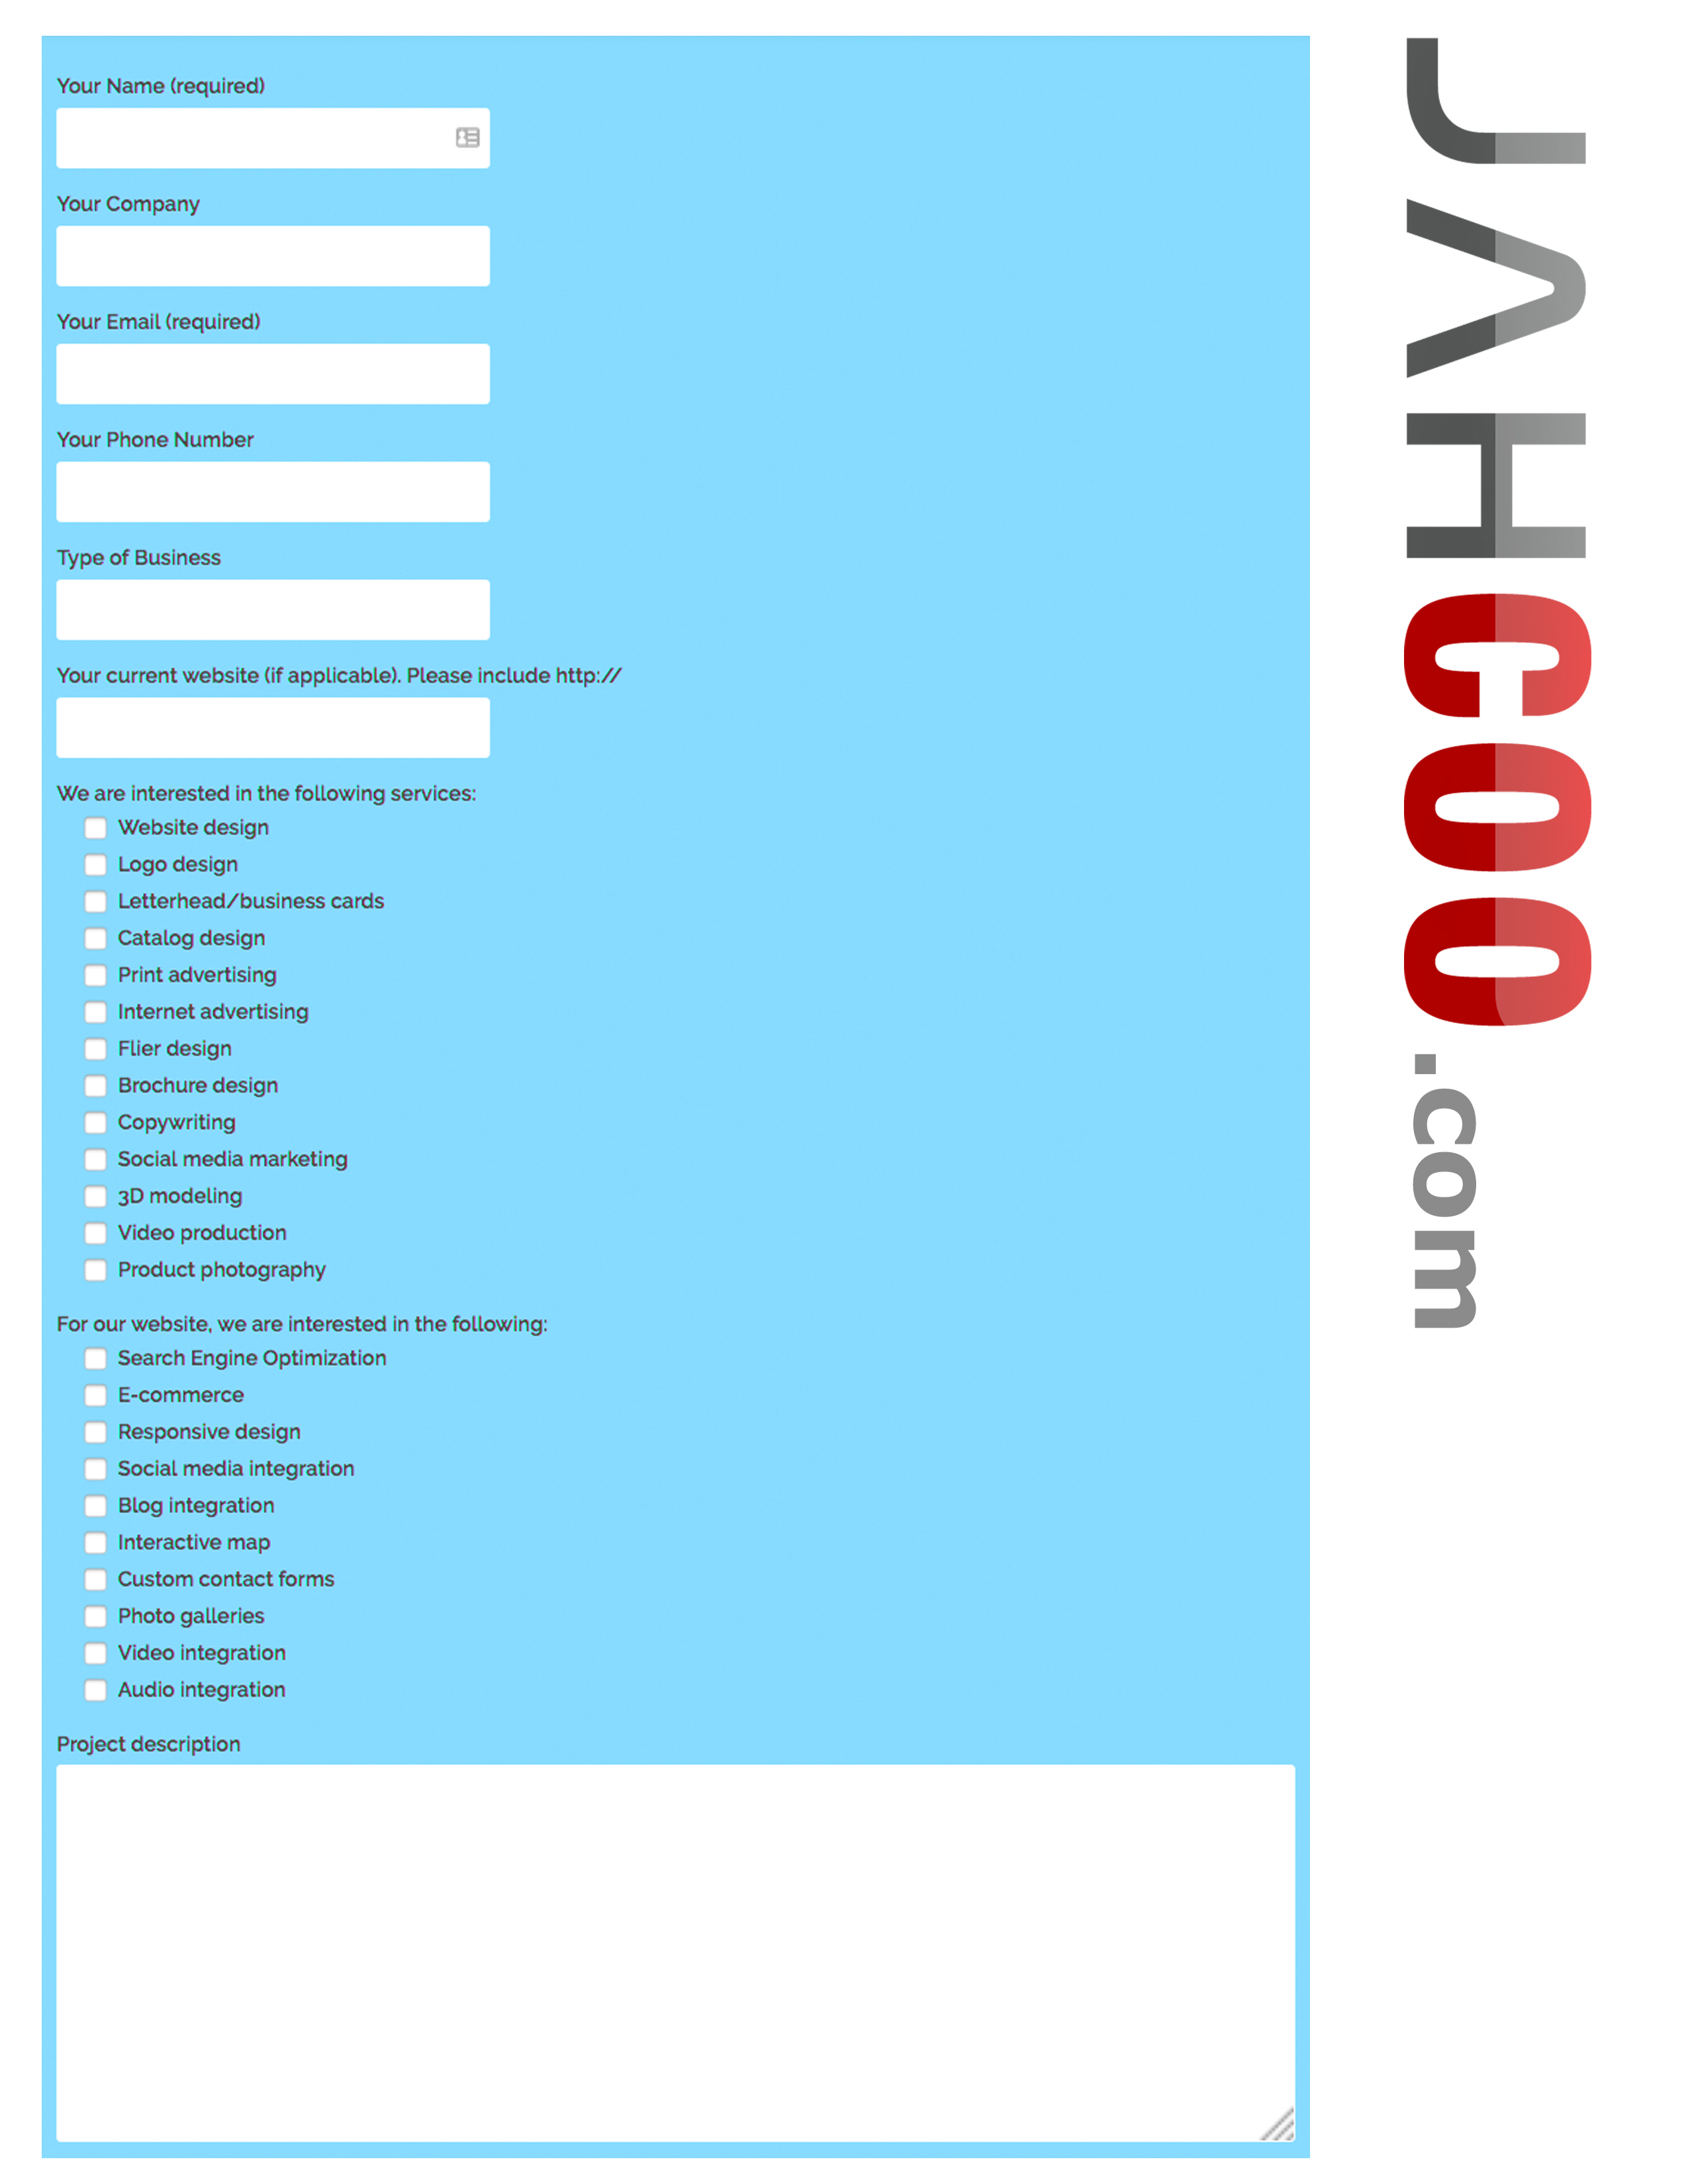 Your Name (required)
Your Company
Your Email (required)
Your Phone Number
Type of Business
Your current website (if applicable). Please include http://
We are interested in the following services:
Website design
Logo design
Letterhead/business cards
Catalog design
Print advertising
Internet advertising
Flier design
Brochure design
Copywriting
Social media marketing
3D modeling
Video production
Product photography
For our website, we are interested in the following:
Search Engine Optimization
E-commerce
Responsive design
Social media integration
Blog integration
Interactive map
Custom contact forms
Photo galleries
Video integration
Audio integration
Project description
JAHCOO.com